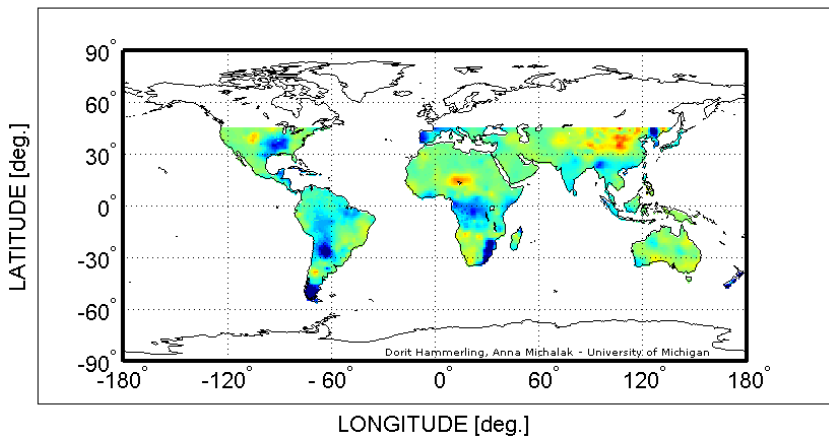 90°
60°
30°
0°
-30°
-60°
-90°
LATITUDE [deg.]
Dorit Hammerling, Anna Michalak - University of Michigan
-180° -120° - 60° 0° 60° 120° 180°
LONGITUDE [deg.]